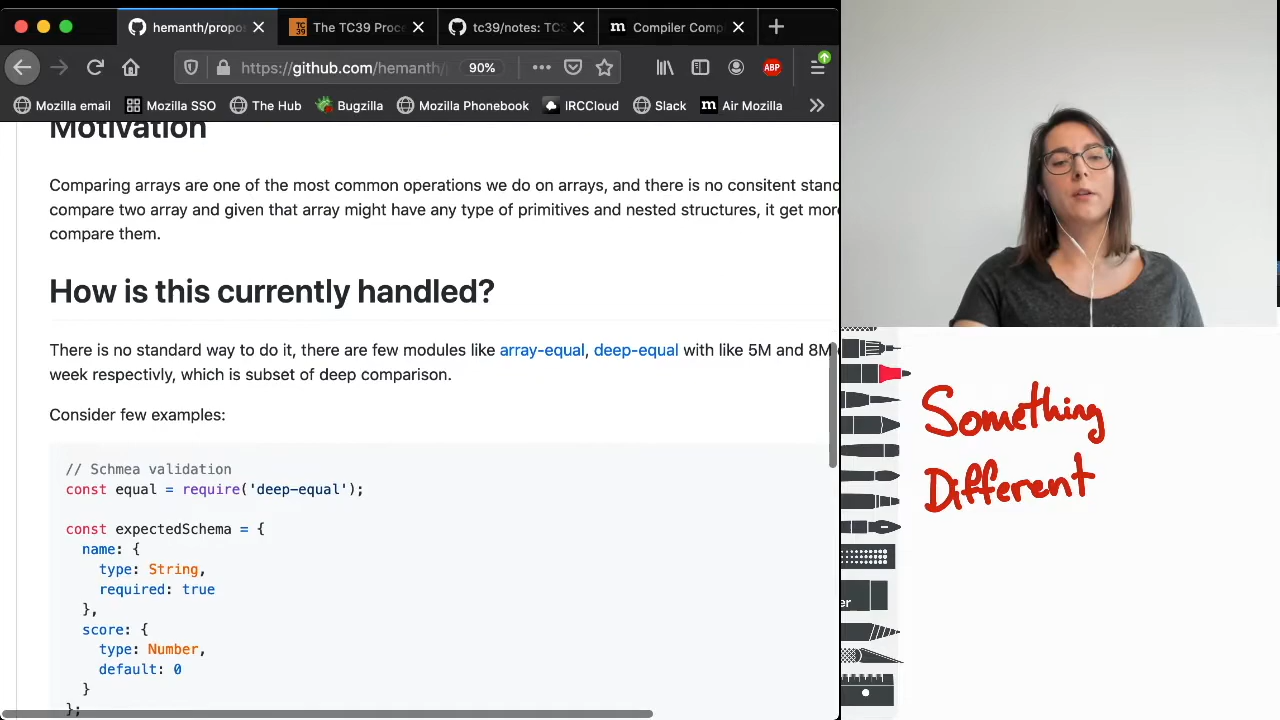 hemanth/propos
The TC39 Proce
tc39/notes: TC3
Compiler Comp
https://github.com/hemanth/p
90%
ABP
Mozilla email
Mozilla SSO
The Hub
Bugzilla
Mozilla Phonebook
IRCCloud
Slack
Air Mozilla
Motivation
Comparing arrays are one of the most common operations we do on arrays, and there is no consitent stand
compare two array and given that array might have any type of primitives and nested structures, it get more
compare them.
How is this currently handled?
There is no standard way to do it, there are few modules like array-equal, deep-equal with like 5M and 8M
week respectivly, which is subset of deep comparison.
Consider few examples:
// Schmea validation
const equal = require('deep-equal');
const expectedSchema = {
name: {
type: String,
required: true
},
score: {
type: Number,
default: 0
}
};
Something
Different